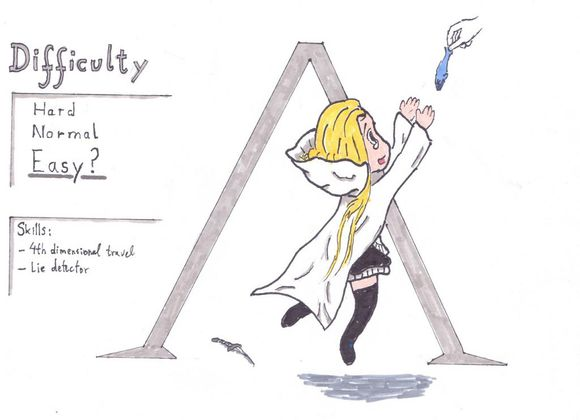 Difficulty
Hard
Normal
Easy?
Skills:
- 4th dimensional travel
- Lie detector